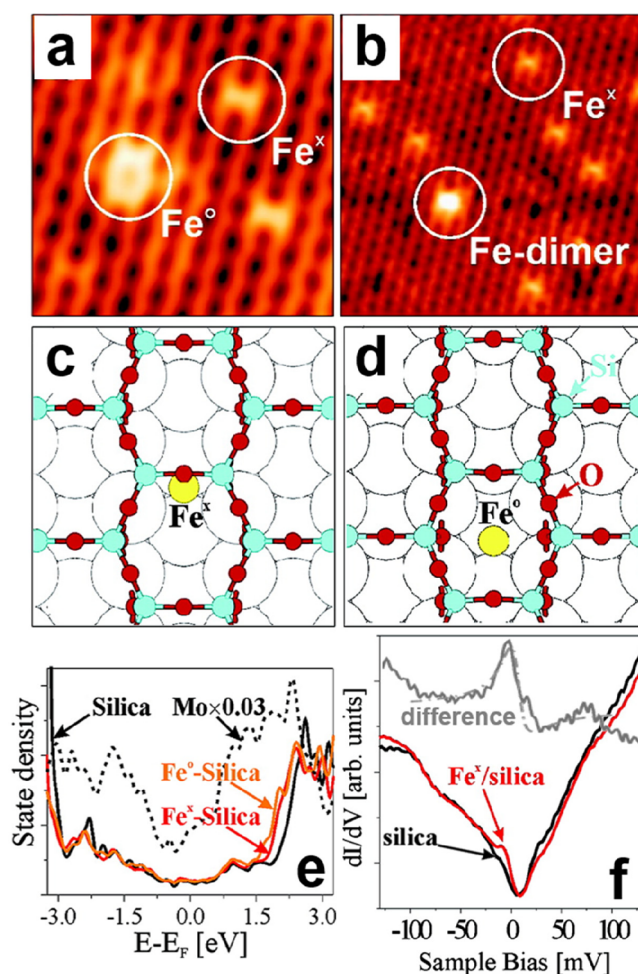 a
Fe^x
Fe^o
b
Fe^x
Fe-dimer
c
Fe^x
d
Si
O
Fe^o
e
Silica
Mo×0.03
Fe^o-Silica
Fe^x-Silica
State density
-3.0 -1.5 0.0 1.5 3.0
E-E_F [eV]
f
difference
Fe^x/silica
silica
dI/dV [arb. units]
-100 -50 0 50 100
Sample Bias [mV]